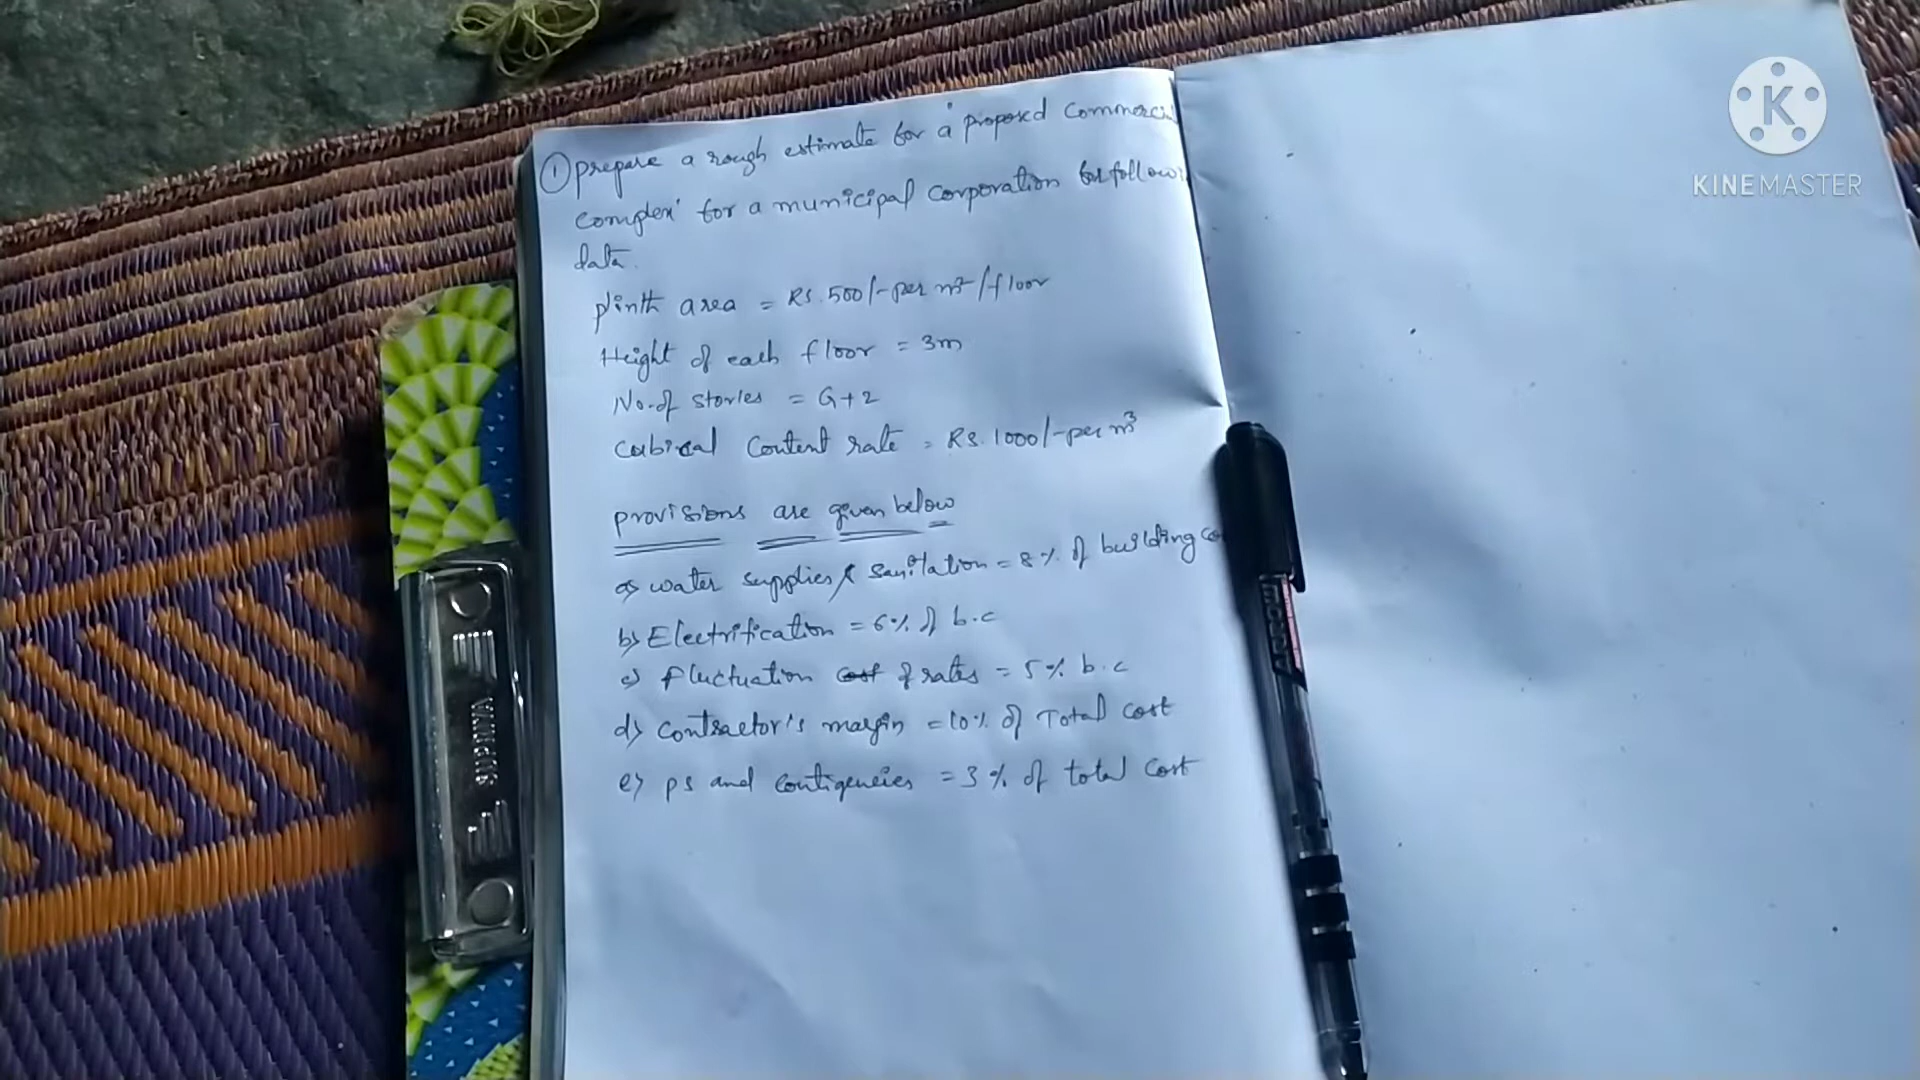 ① prepare a rough estimate for a proposed Commerci
complex for a municipal corporation for follow
data.
plinth area = RS. 500/- per m²/floor
Height of each floor = 3m
No. of stories = G+2
Cubical Content rate = RS. 1000/- per m³
provisions are given below
a) water supplies & sanitation = 8% of building co
b) Electrification = 6% of b.c
c) fluctuation of rates = 5% b.c
d) contractor's margin = 10% of Total cost
e) ps and contigencies = 3% of total cost
K
KINEMASTER
SUPRIYA